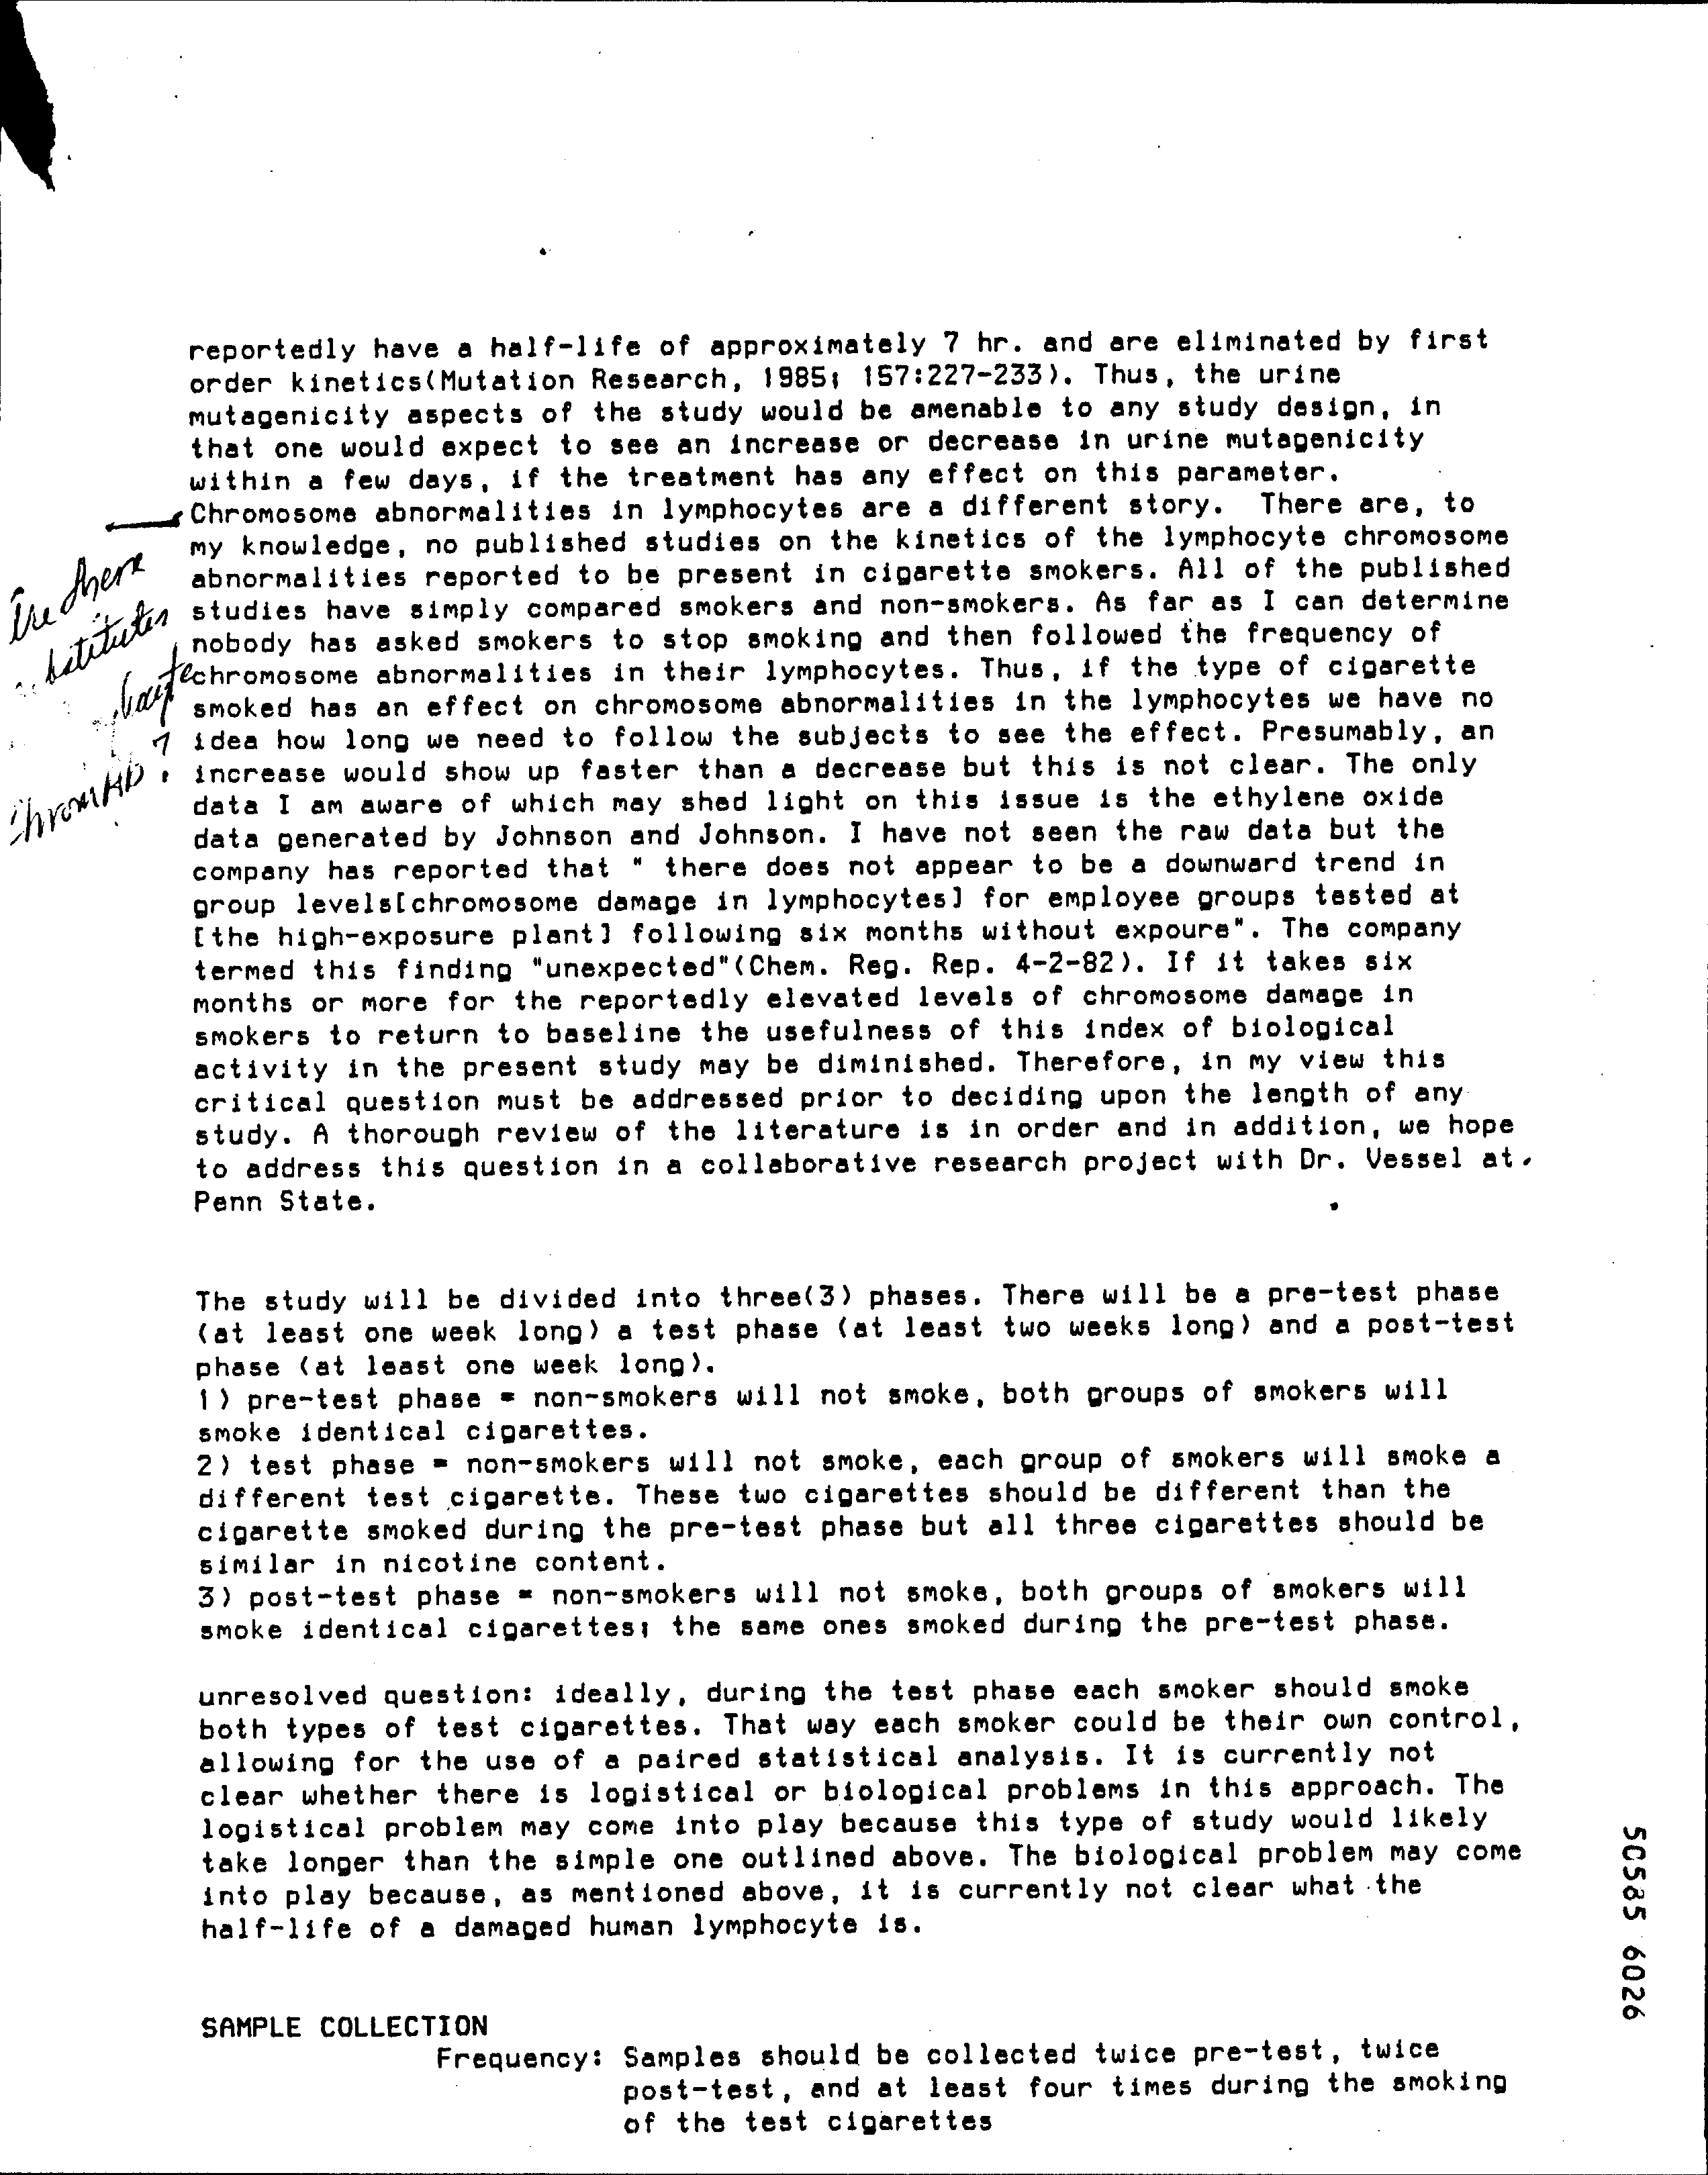 reportedly have a half-life of approximately 7 hr. and are eliminated by first
order kinetics(Mutation Research, 1985; 157:227-233). Thus, the urine
mutagenicity aspects of the study would be amenable to any study design, in
that one would expect to see an increase or decrease in urine mutagenicity
within a few days, if the treatment has any effect on this parameter.
Chromosome abnormalities in lymphocytes are a different story. There are, to
my knowledge, no published studies on the kinetics of the lymphocyte chromosome
abnormalities reported to be present in cigarette smokers. All of the published
studies have simply compared smokers and non-smokers. As far as I can determine
nobody has asked smokers to stop smoking and then followed the frequency of
chromosome abnormalities in their lymphocytes. Thus, if the type of cigarette
smoked has an effect on chromosome abnormalities in the lymphocytes we have no
idea how long we need to follow the subjects to see the effect. Presumably, an
increase would show up faster than a decrease but this is not clear. The only
data I am aware of which may shed light on this issue is the ethylene oxide
data generated by Johnson and Johnson. I have not seen the raw data but the
company has reported that " there does not appear to be a downward trend in
group levels[chromosome damage in lymphocytes] for employee groups tested at
[the high-exposure plant] following six months without expoure". The company
termed this finding "unexpected"(Chem. Reg. Rep. 4-2-82). If it takes six
months or more for the reportedly elevated levels of chromosome damage in
smokers to return to baseline the usefulness of this index of biological
activity in the present study may be diminished. Therefore, in my view this
critical question must be addressed prior to deciding upon the length of any
study. A thorough review of the literature is in order and in addition, we hope
to address this question in a collaborative research project with Dr. Vessel at
Penn State.
The study will be divided into three(3) phases. There will be a pre-test phase
(at least one week long) a test phase (at least two weeks long) and a post-test
phase (at least one week long).
1) pre-test phase = non-smokers will not smoke, both groups of smokers will
smoke identical cigarettes.
2) test phase = non-smokers will not smoke, each group of smokers will smoke a
different test cigarette. These two cigarettes should be different than the
cigarette smoked during the pre-test phase but all three cigarettes should be
similar in nicotine content.
3) post-test phase = non-smokers will not smoke, both groups of smokers will
smoke identical cigarettes; the same ones smoked during the pre-test phase.
unresolved question: ideally, during the test phase each smoker should smoke
both types of test cigarettes. That way each smoker could be their own control,
allowing for the use of a paired statistical analysis. It is currently not
clear whether there is logistical or biological problems in this approach. The
logistical problem may come into play because this type of study would likely
take longer than the simple one outlined above. The biological problem may come
into play because, as mentioned above, it is currently not clear what the
half-life of a damaged human lymphocyte is.
SAMPLE COLLECTION
Frequency: Samples should be collected twice pre-test, twice
post-test, and at least four times during the smoking
of the test cigarettes
there
50585 6026